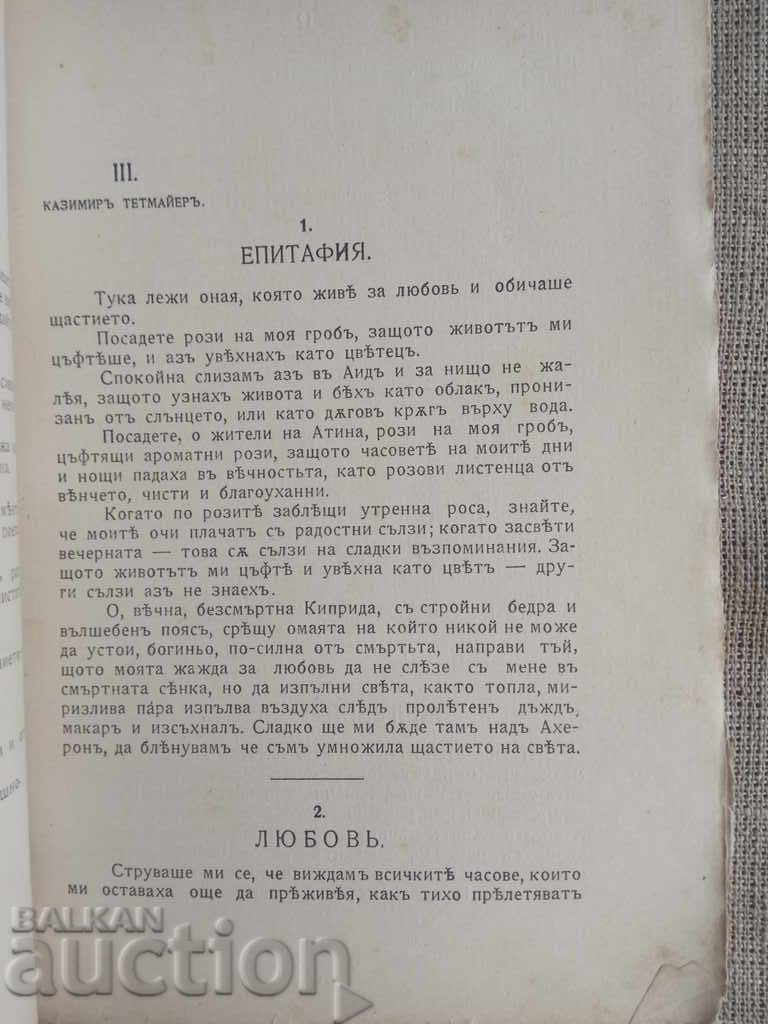 III.
КАЗИМИРЪ ТЕТМАЙЕРЪ.
1.
ЕПИТАФИЯ.
Тука лежи оная, която живѣ за любовь и обичаше
щастието.
Посадете рози на моя гробъ, защото животътъ ми
цъфтѣше, и азъ увѣхнахъ като цвѣтецъ.
Спокойна слизамъ азъ въ Аидъ и за нищо не жа-
лѣя, защото узнахъ живота и бѣхъ като облакъ, прони-
занъ отъ слънцето, или като дѫговъ крѫгъ върху вода.
Посадете, о жители на Атина, рози на моя гробъ,
цъфтящи ароматни рози, защото часоветѣ на моитѣ дни
и нощи падаха въ вѣчностьта, като розови листенца отъ
вѣнчето, чисти и благоуханни.
Когато по розитѣ заблѣщи утренна роса, знайте,
че моитѣ очи плачатъ съ радостни сълзи; когато засвѣти
вечерната — това сѫ сълзи на сладки възпоминания. За-
щото животътъ ми цъфтѣ и увѣхна като цвѣтъ — дру-
ги сълзи азъ не знаехъ.
О, вѣчна, безсмъртна Киприда, съ стройни бедра и
вълшебенъ поясъ, срѣщу омаята на който никой не може
да устои, богиньо, по-силна отъ смъртьта, направи тъй,
щото моята жажда за любовь да не слѣзе съ мене въ
смъртната сѣнка, но да изпълни свѣта, както топла, ми-
ризлива па́ра изпълва въздуха слѣдъ пролѣтенъ дъждъ,
макаръ и изсъхналъ. Сладко ще ми бѫде тамъ надъ Ахе-
ронъ, да блѣнувамъ че съмъ умножила щастието на свѣта.
2.
ЛЮБОВЬ.
Струваше ми се, че виждамъ всичкитѣ часове, които
ми оставаха още да прѣживѣя, какъ тихо прѣлетяватъ
BALKAN
auction